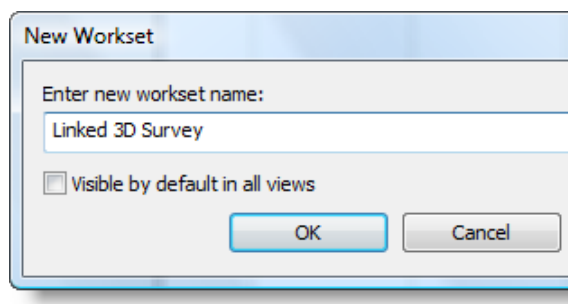 New Workset
Enter new workset name:
Linked 3D Survey
Visible by default in all views
OK Cancel